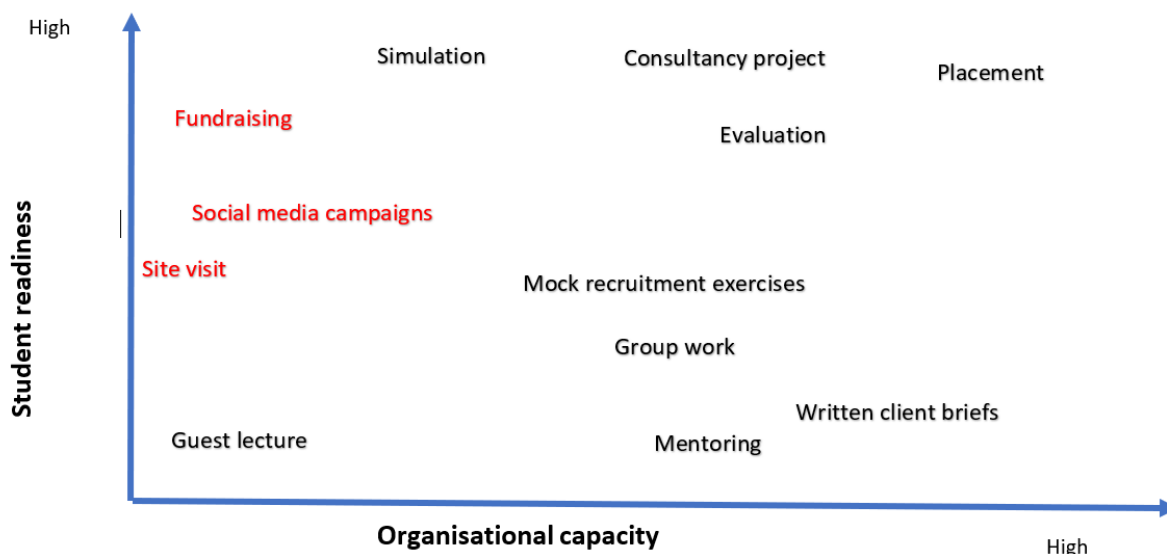 High
Simulation
Consultancy project
Placement
Fundraising
Evaluation
Social media campaigns
Site visit
Mock recruitment exercises
Group work
Written client briefs
Guest lecture
Mentoring
Student readiness
Organisational capacity
High